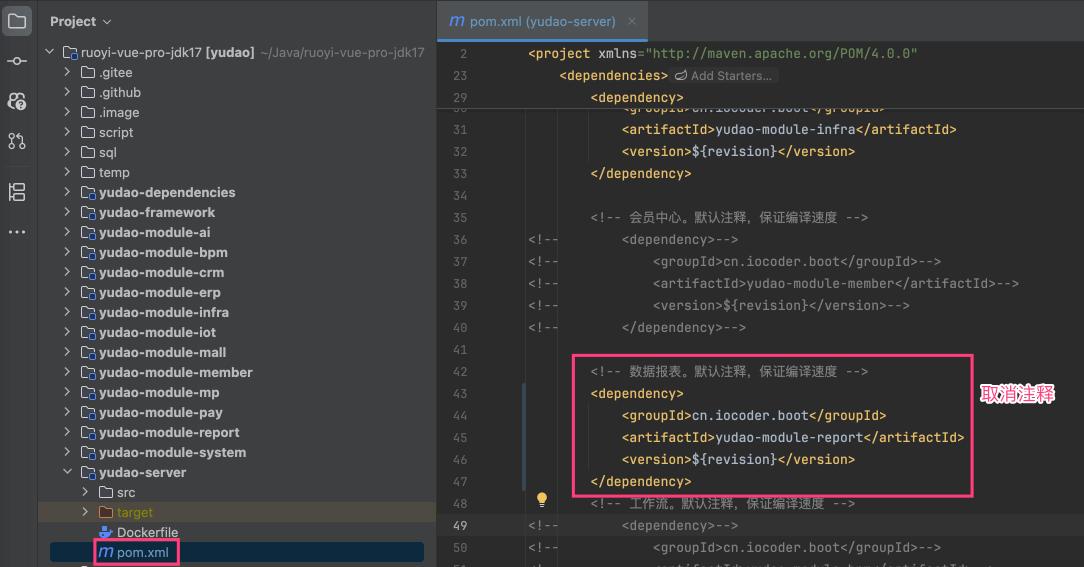 Project
ruoyi-vue-pro-jdk17 [yudao] ~/Java/ruoyi-vue-pro-jdk17
.gitee
.github
.image
script
sql
temp
yudao-dependencies
yudao-framework
yudao-module-ai
yudao-module-bpm
yudao-module-crm
yudao-module-erp
yudao-module-infra
yudao-module-iot
yudao-module-mall
yudao-module-member
yudao-module-mp
yudao-module-pay
yudao-module-report
yudao-module-system
yudao-server
src
target
Dockerfile
m pom.xml
m pom.xml (yudao-server) ×
2 <project xmlns="http://maven.apache.org/POM/4.0.0"
23 <dependencies> Add Starters...
29 <dependency>
30 <groupId>cn.iocoder.boot</groupId>
31 <artifactId>yudao-module-infra</artifactId>
32 <version>${revision}</version>
33 </dependency>
34
35 <!-- 会员中心。默认注释，保证编译速度 -->
36 <!-- <dependency>-->
37 <!-- <groupId>cn.iocoder.boot</groupId>-->
38 <!-- <artifactId>yudao-module-member</artifactId>-->
39 <!-- <version>${revision}</version>-->
40 <!-- </dependency>-->
41
42 <!-- 数据报表。默认注释，保证编译速度 -->
43 <dependency>
44 <groupId>cn.iocoder.boot</groupId>
45 <artifactId>yudao-module-report</artifactId>
46 <version>${revision}</version>
47 </dependency>
48 <!-- 工作流。默认注释，保证编译速度 -->
49 <!-- <dependency>-->
50 <!-- <groupId>cn.iocoder.boot</groupId>-->
取消注释